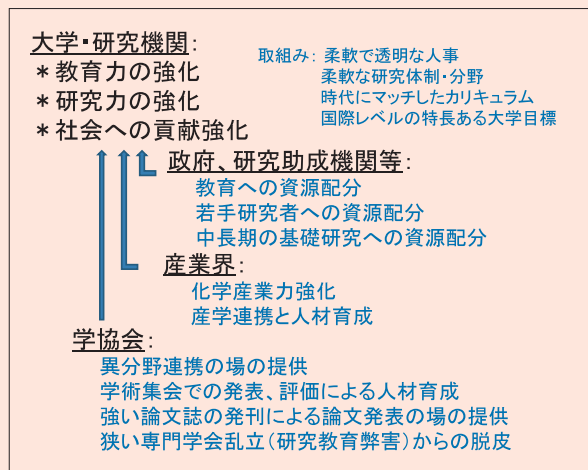 大学・研究機関：
＊教育力の強化
＊研究力の強化
＊社会への貢献強化
取組み：柔軟で透明な人事
柔軟な研究体制・分野
時代にマッチしたカリキュラム
国際レベルの特長ある大学目標
政府、研究助成機関等：
教育への資源配分
若手研究者への資源配分
中長期の基礎研究への資源配分
産業界：
化学産業力強化
産学連携と人材育成
学協会：
異分野連携の場の提供
学術集会での発表、評価による人材育成
強い論文誌の発刊による論文発表の場の提供
狭い専門学会乱立（研究教育弊害）からの脱皮